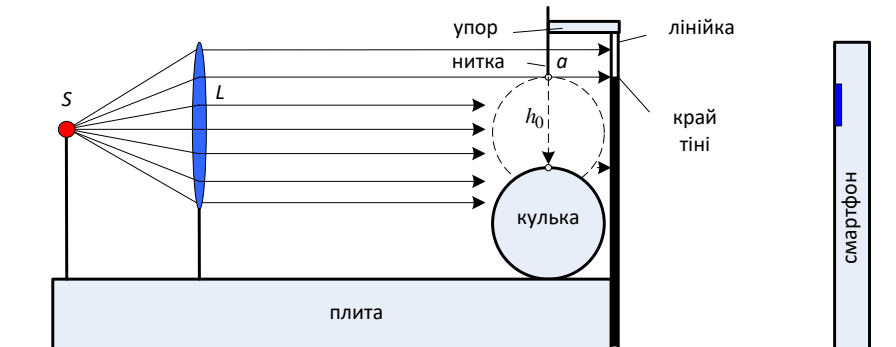 упор
лінійка
нитка
a
S
L
h₀
край
тіні
кулька
смартфон
плита